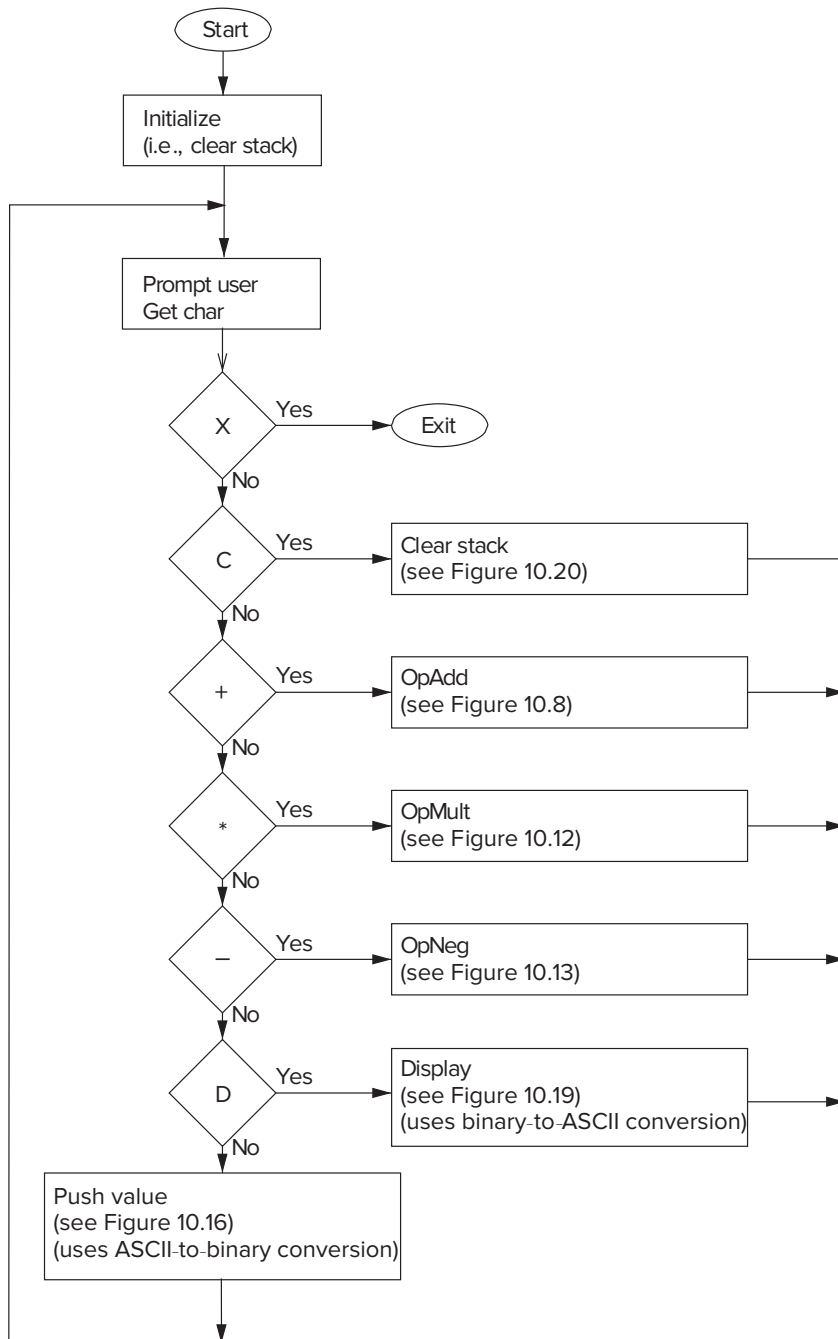 Start
Initialize
(i.e., clear stack)
Prompt user
Get char
X
Yes
Exit
No
C
Yes
Clear stack
(see Figure 10.20)
No
+
Yes
OpAdd
(see Figure 10.8)
No
*
Yes
OpMult
(see Figure 10.12)
No
−
Yes
OpNeg
(see Figure 10.13)
No
D
Yes
Display
(see Figure 10.19)
(uses binary-to-ASCII conversion)
No
Push value
(see Figure 10.16)
(uses ASCII-to-binary conversion)